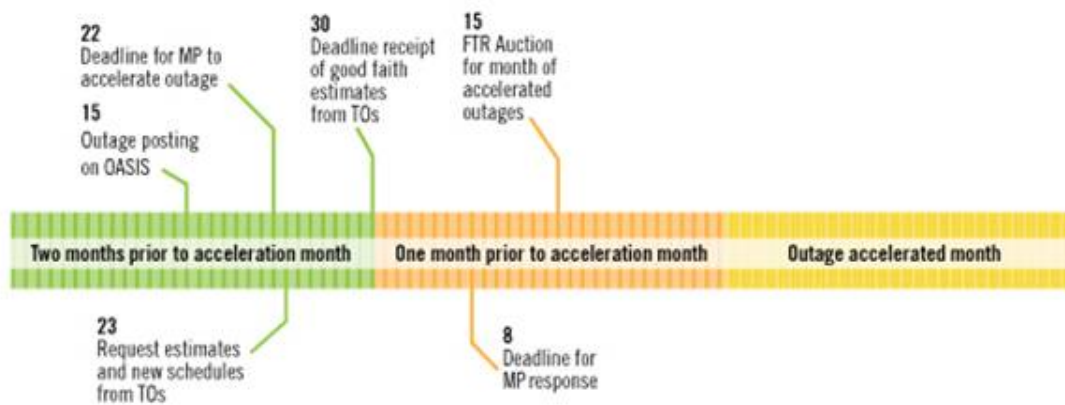 22
Deadline for MP to
accelerate outage
15
Outage posting
on OASIS
30
Deadline receipt
of good faith
estimates
from TOs
15
FTR Auction
for month of
accelerated
outages
Two months prior to acceleration month
One month prior to acceleration month
Outage accelerated month
23
Request estimates
and new schedules
from TOs
8
Deadline for
MP response